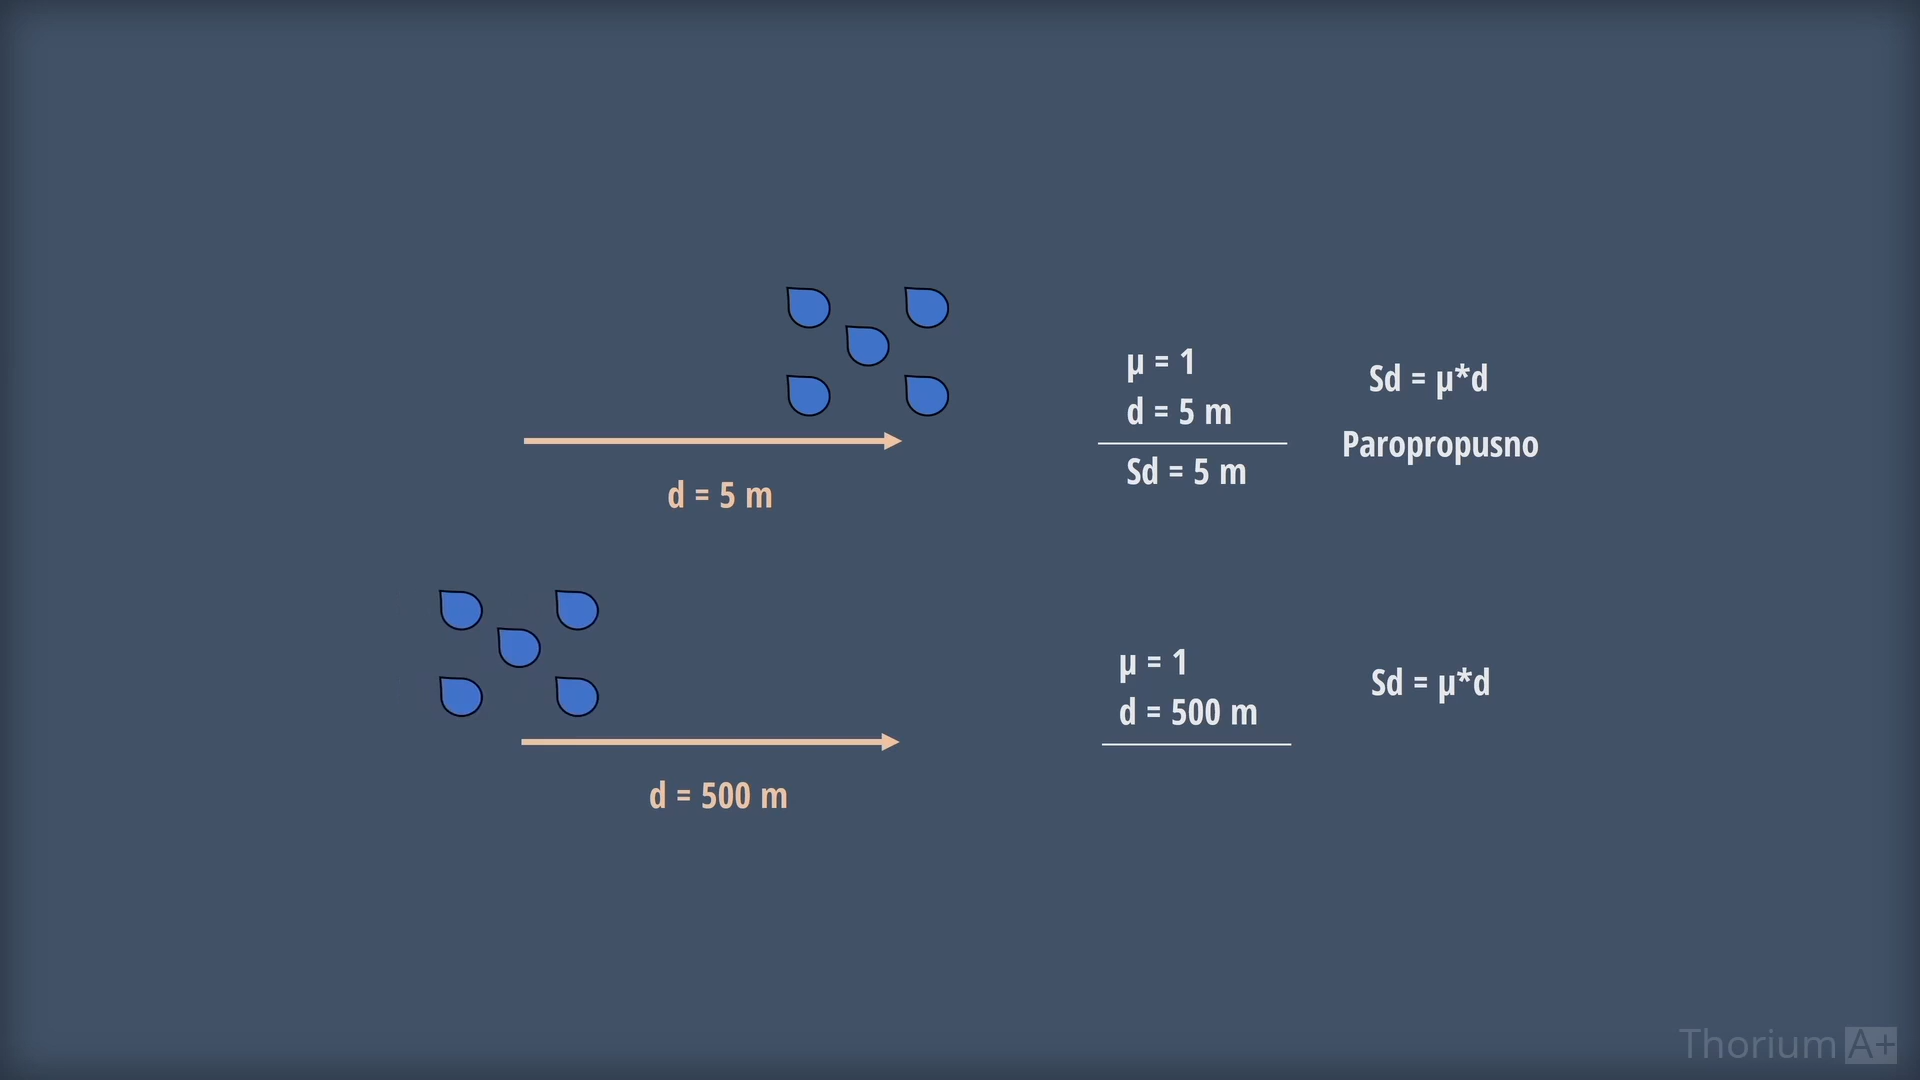 μ = 1
d = 5 m
Sd = 5 m
Sd = μ*d
Paropropusno
d = 5 m
μ = 1
d = 500 m
Sd = μ*d
d = 500 m
Thorium A+